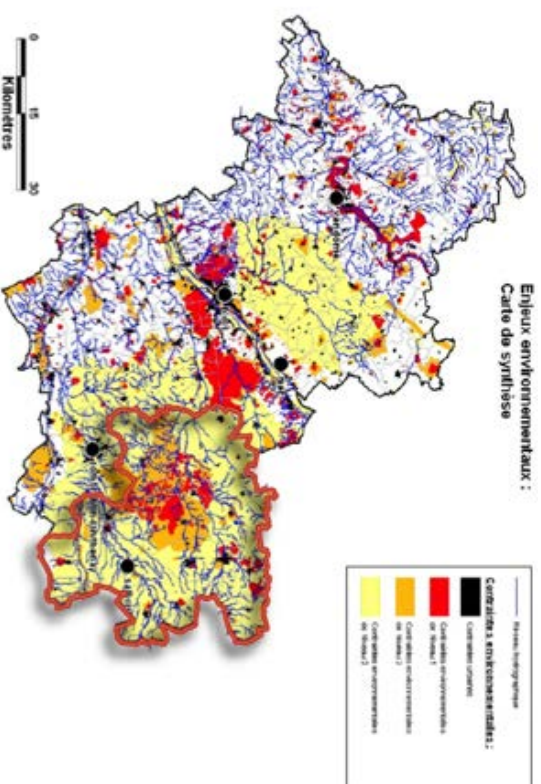 Enjeux environnementaux :
Carte de synthèse
Réseau hydrographique
Contraintes environnementales :
Contraintes urbaines
Contraintes environnementales
de Niveau 1
Contraintes environnementales
de Niveau 2
Contraintes environnementales
de Niveau 3
0
15
30
Kilomètres